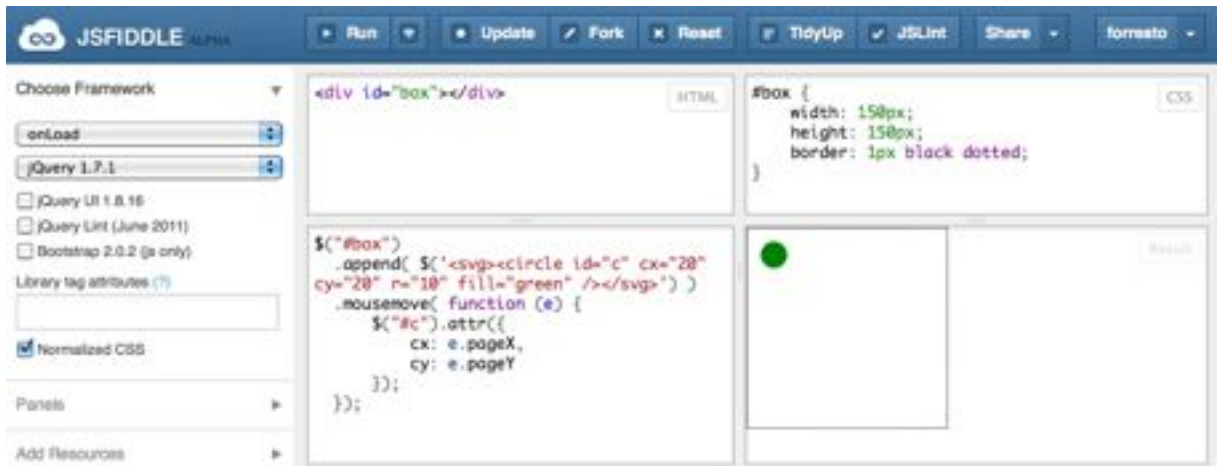 JSFIDDLE ALPHA
Run
Update
Fork
Reset
TidyUp
JSLint
Share
forresto
Choose Framework
onLoad
jQuery 1.7.1
jQuery UI 1.8.16
jQuery Lint (June 2011)
Bootstrap 2.0.2 (js only)
Library tag attributes (?)
Normalized CSS
Panels
Add Resources
<div id="box"></div>
HTML
#box {
width: 150px;
height: 150px;
border: 1px black dotted;
}
CSS
$("#box")
.append( $('<svg><circle id="c" cx="20"
cy="20" r="10" fill="green" /></svg>') )
.mousemove( function (e) {
$("#c").attr({
cx: e.pageX,
cy: e.pageY
});
});
Result